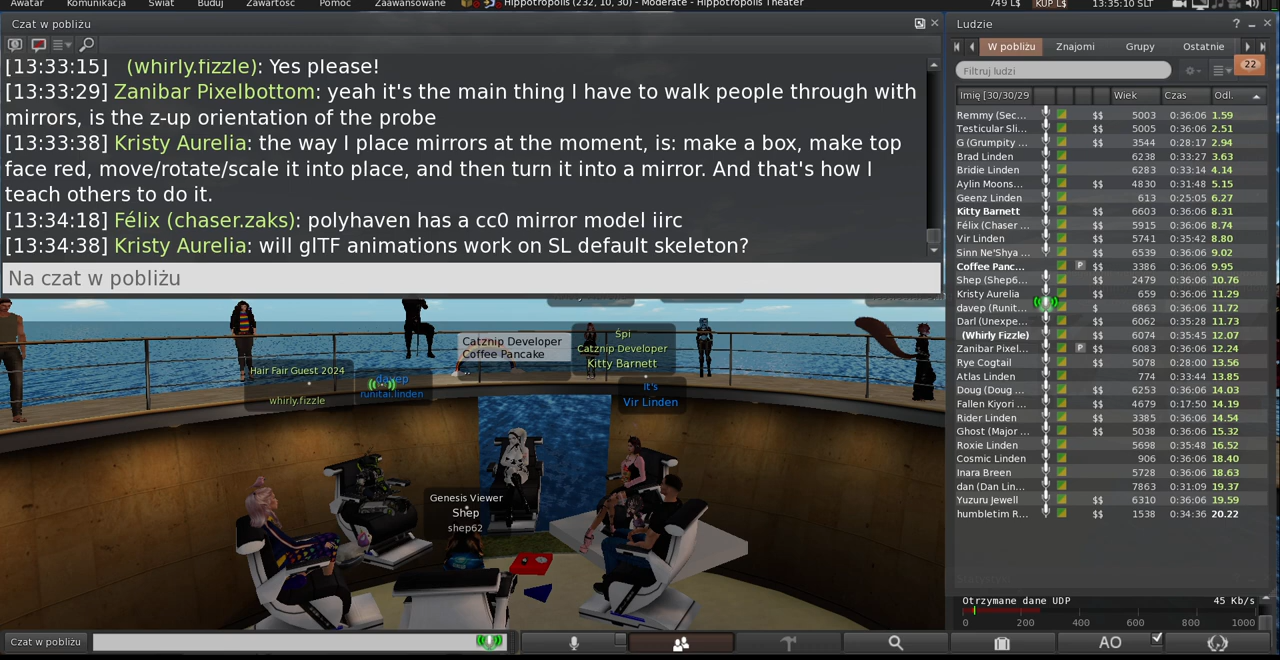 Awatar Komunikacja Świat Buduj Zawartość Pomoc Zaawansowane Hippotropolis (232, 10, 30) - Moderate - Hippotropolis Theater 749 L$ KUP L$ 13:35:10 SLT
Czat w pobliżu
[13:33:15] (whirly.fizzle): Yes please!
[13:33:29] Zanibar Pixelbottom: yeah it's the main thing I have to walk people through with
mirrors, is the z-up orientation of the probe
[13:33:38] Kristy Aurelia: the way I place mirrors at the moment, is: make a box, make top
face red, move/rotate/scale it into place, and then turn it into a mirror. And that's how I
teach others to do it.
[13:34:18] Félix (chaser.zaks): polyhaven has a cc0 mirror model iirc
[13:34:38] Kristy Aurelia: will glTF animations work on SL default skeleton?
Na czat w pobliżu
Catznip Developer
Coffee Pancake
Śpi
Catznip Developer
Kitty Barnett
Hair Fair Guest 2024
whirly.fizzle
davep
runitai.linden
It's
Vir Linden
Genesis Viewer
Shep
shep62
Czat w pobliżu
Ludzie
W pobliżu Znajomi Grupy Ostatnie
Filtruj ludzi
22
Imię [30/30/29 Wiek Czas Odl.
Remmy (Sec... $$ 5003 0:36:06 1.59
Testicular Sli... $$ 5005 0:36:06 2.51
G (Grumpity ... $$ 3544 0:28:17 2.94
Brad Linden 6238 0:33:27 3.63
Bridie Linden 6283 0:33:14 4.14
Aylin Moons... $$ 4830 0:31:48 5.15
Geenz Linden 613 0:25:05 6.27
Kitty Barnett $$ 6603 0:36:06 8.31
Félix (Chaser ... $$ 5915 0:36:06 8.74
Vir Linden $$ 5741 0:35:42 8.80
Sinn Ne'Shya ... $$ 6539 0:36:06 9.02
Coffee Panc... P $$ 3386 0:36:06 9.95
Shep (Shep6... $$ 2479 0:36:06 10.76
Kristy Aurelia $$ 659 0:36:06 11.29
davep (Runit... $ 6863 0:36:06 11.72
Darl (Unexpe... $$ 6062 0:35:28 11.73
(Whirly Fizzle) $$ 6074 0:35:45 12.07
Zanibar Pixel... P $$ 6083 0:36:06 12.24
Rye Cogtail $$ 5078 0:28:00 13.56
Atlas Linden 774 0:33:44 13.85
Doug (Doug ... $$ 6253 0:36:06 14.03
Fallen Kiyori ... $$ 4679 0:17:50 14.19
Rider Linden $$ 3385 0:36:06 14.54
Ghost (Major ... $$ 5038 0:36:06 15.32
Roxie Linden 5698 0:35:48 16.52
Cosmic Linden 906 0:36:06 18.40
Inara Breen 5728 0:36:06 18.63
dan (Dan Lin... 7863 0:31:09 19.37
Yuzuru Jewell $$ 6310 0:36:06 19.59
humbletim R... $$ 1538 0:34:36 20.22
Otrzymane dane UDP 45 Kb/s
0 200 400 600 800 1000
AO